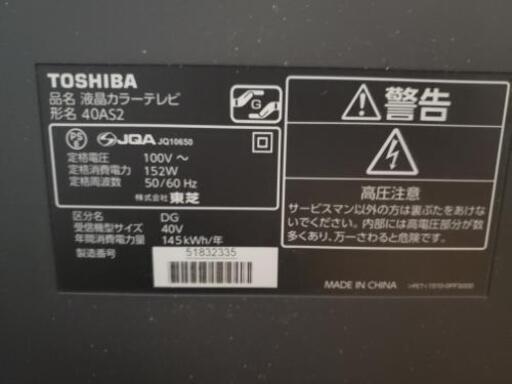 TOSHIBA
品名 液晶カラーテレビ
形名 40AS2
G
PS
E
JQA JQ10650
定格電圧 100V ～
定格消費電力 152W
定格周波数 50/60 Hz
株式会社 東芝
区分名 DG
受信機型サイズ 40V
年間消費電力量 145kWh/年
製造番号 51832335
警告
高圧注意
サービスマン以外の方は裏ぶたをあけな
いでください。内部には高電圧部分が数
多くあり、万一さわると危険です。
MADE IN CHINA